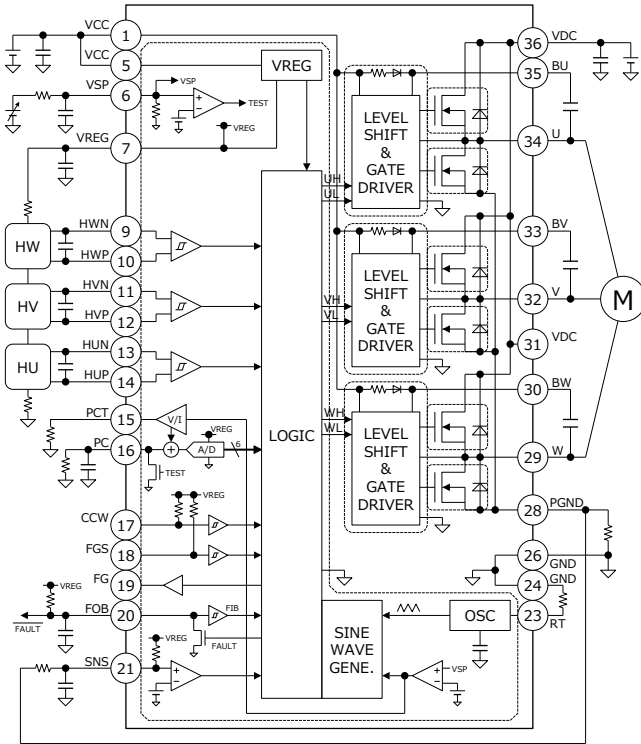 VCC
1
VCC
5
VSP
6
VREG
7
HWN
9
HWP
10
HW
HVN
11
HVP
12
HV
HUN
13
HUP
14
HU
PCT
15
PC
16
CCW
17
FGS
18
FG
19
FOB
20
VREG
FAULT
SNS
21
VSP
TEST
VREG
VREG
V/I
VREG
A/D
6
TEST
VREG
FIB
FAULT
VREG
LOGIC
UH
UL
VH
VL
WH
WL
LEVEL
SHIFT
&
GATE
DRIVER
LEVEL
SHIFT
&
GATE
DRIVER
LEVEL
SHIFT
&
GATE
DRIVER
SINE
WAVE
GENE.
OSC
VSP
36
VDC
35
BU
34
U
33
BV
32
V
31
VDC
30
BW
29
W
28
PGND
26
GND
24
GND
23
RT
M